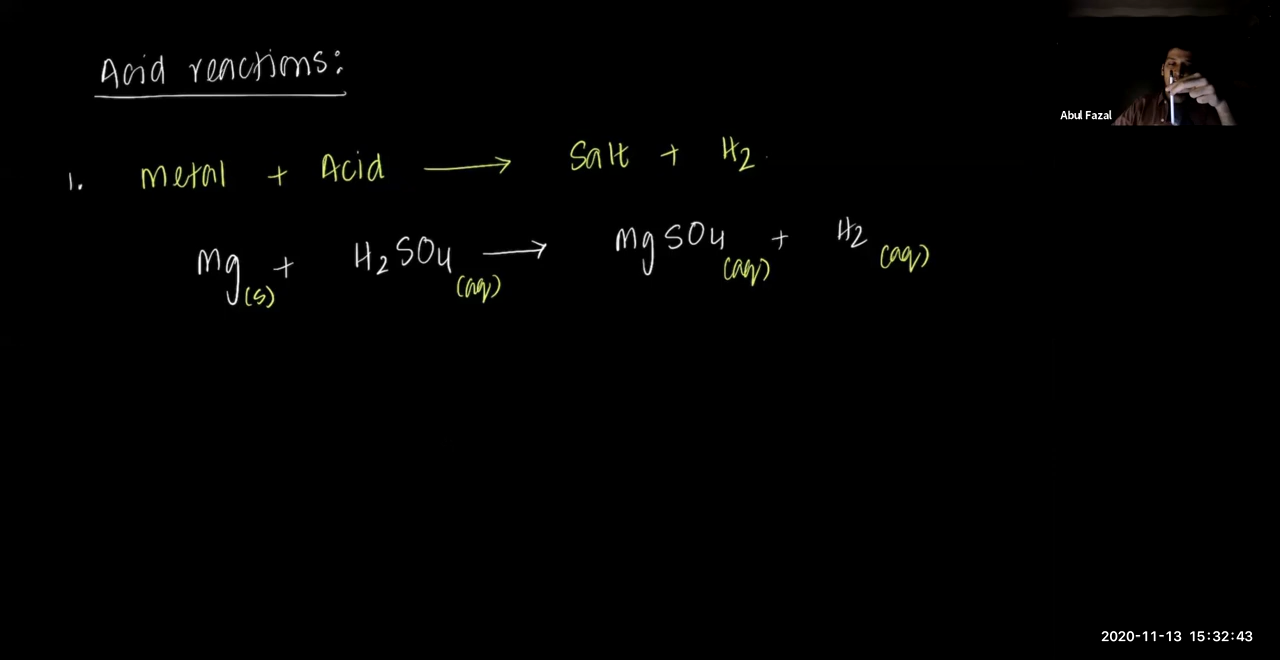 Acid reactions:
Abul Fazal
1. Metal + Acid ⟶ Salt + H2
Mg(s) + H2SO4(aq) ⟶ MgSO4(aq) + H2(aq)
2020-11-13 15:32:43